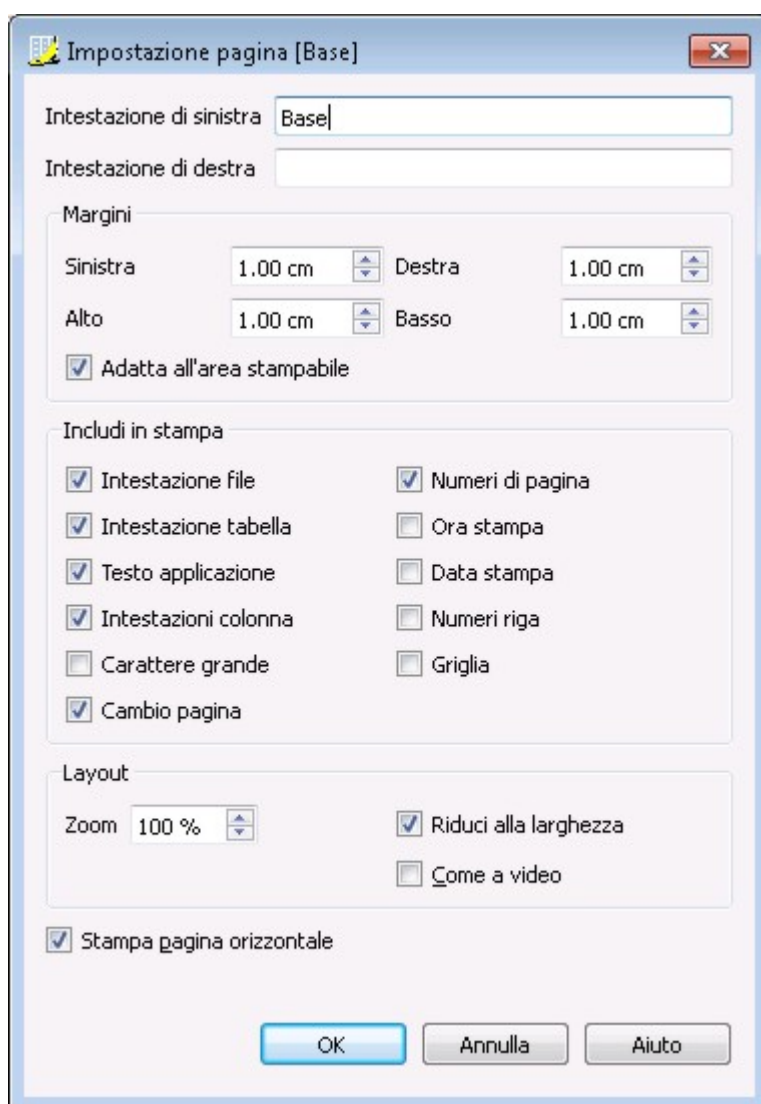 Impostazione pagina [Base]
Intestazione di sinistra Base
Intestazione di destra
Margini
Sinistra 1.00 cm Destra 1.00 cm
Alto 1.00 cm Basso 1.00 cm
Adatta all'area stampabile
Includi in stampa
Intestazione file Numeri di pagina
Intestazione tabella Ora stampa
Testo applicazione Data stampa
Intestazioni colonna Numeri riga
Carattere grande Griglia
Cambio pagina
Layout
Zoom 100 % Riduci alla larghezza
Come a video
Stampa pagina orizzontale
OK Annulla Aiuto